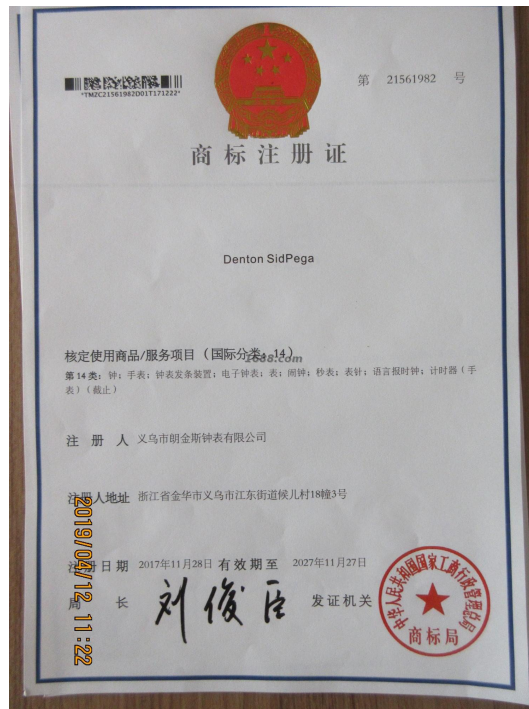 第 21561982 号
*TM2C21561982D01T171222*
商标注册证
Denton SidPega
核定使用商品/服务项目（国际分类：14）
1688.com
第14类：钟；手表；钟表发条装置；电子钟表；表；闹钟；秒表；表针；语言报时钟；计时器（手
表）（截止）
注册人 义乌市朗金斯钟表有限公司
注册人地址 浙江省金华市义乌市江东街道候儿村18幢3号
注册日期 2017年11月28日 有效期至 2027年11月27日
局长 刘俊臣 发证机关
中华人民共和国国家工商行政管理总局
商标局
2019/04/12 11:22